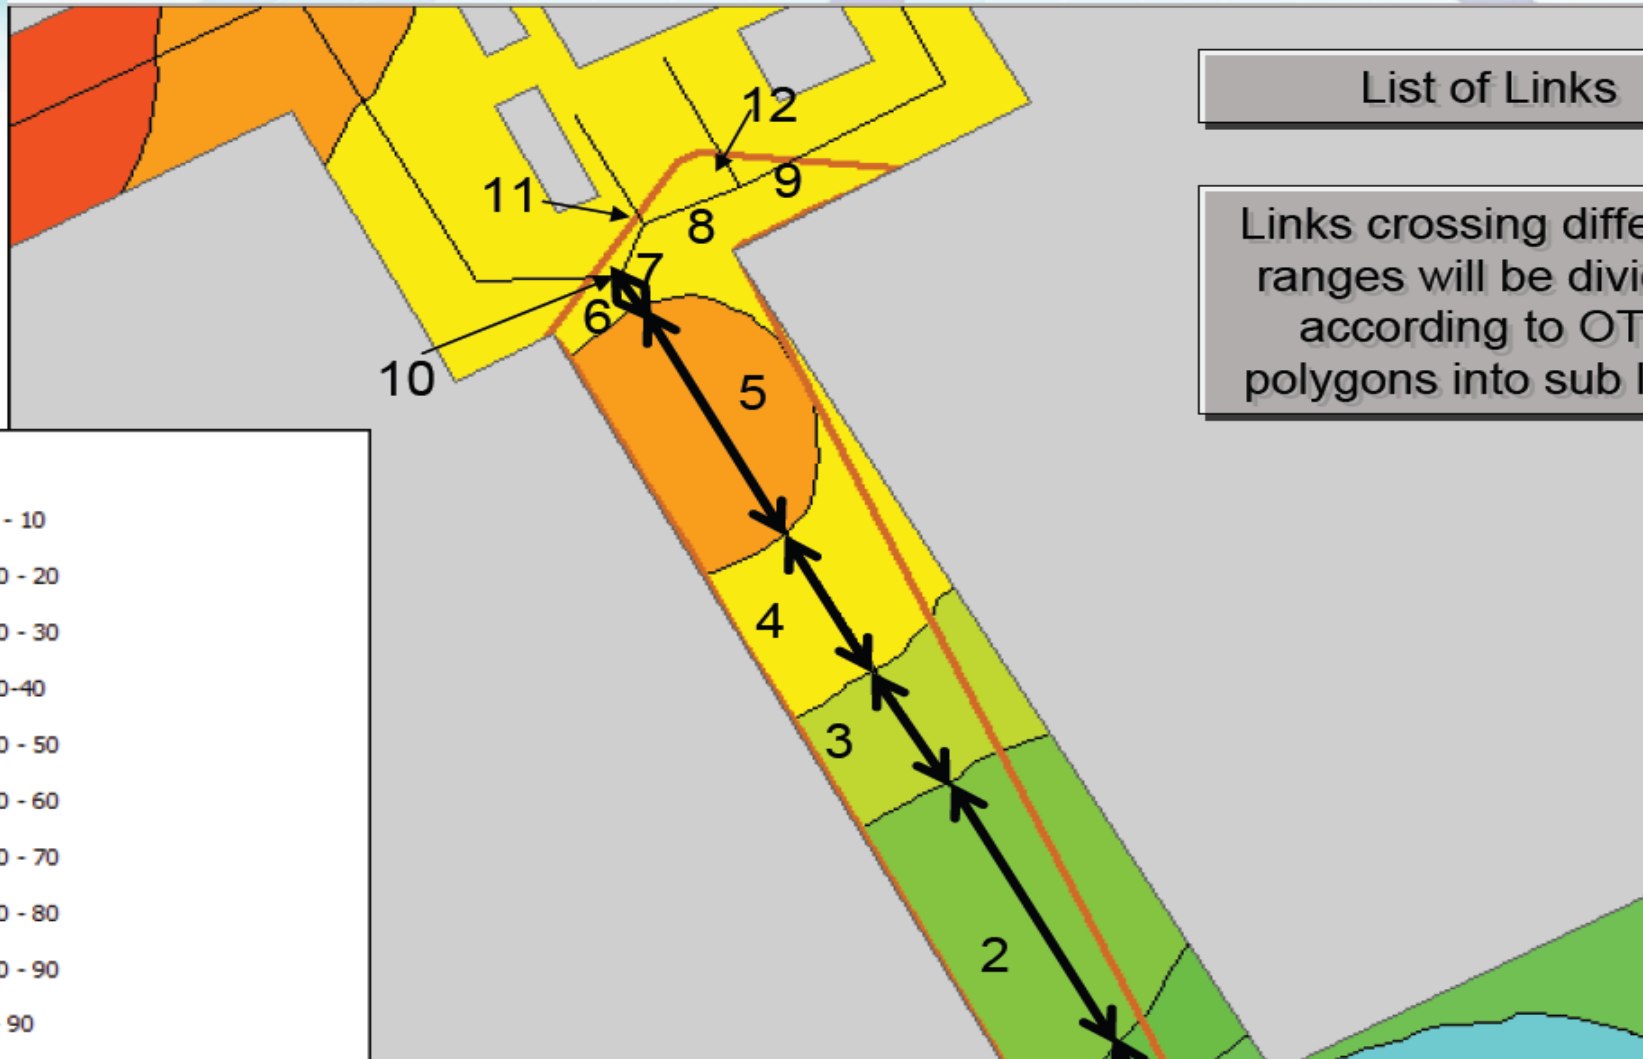 List of Links
Links crossing diffe
ranges will be divi
according to OT
polygons into sub
12
11
9
8
7
6
10
5
4
3
2
- 10
0 - 20
0 - 30
0-40
0 - 50
0 - 60
0 - 70
0 - 80
0 - 90
90